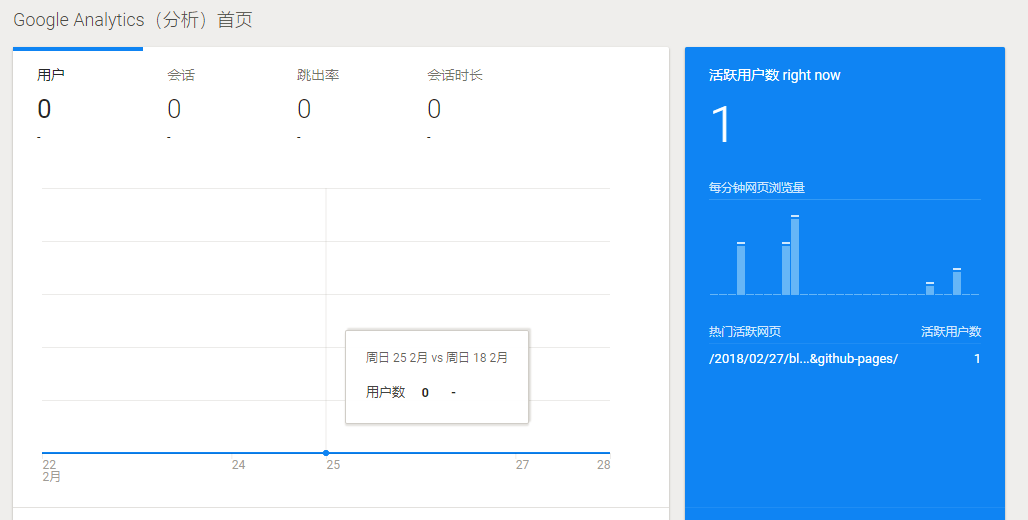 Google Analytics（分析）首页
用户 会话 跳出率 会话时长
0 0 0 0
- - - -
周日 25 2月 vs 周日 18 2月
用户数 0 -
22 24 25 27 28
2月
活跃用户数 right now
1
每分钟网页浏览量
热门活跃网页 活跃用户数
/2018/02/27/bl...&github-pages/ 1